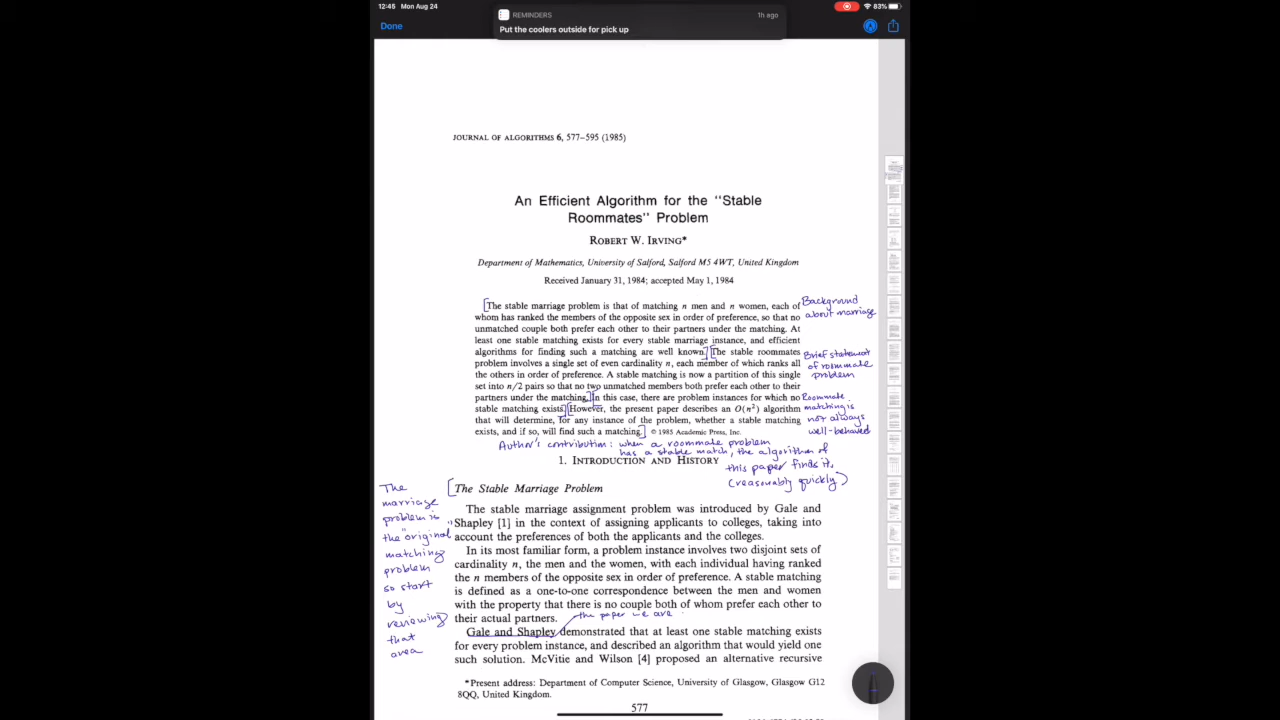 12:45 Mon Aug 24
83%
REMINDERS
1h ago
Put the coolers outside for pick up
Done
JOURNAL OF ALGORITHMS 6, 577–595 (1985)
An Efficient Algorithm for the "Stable
Roommates" Problem
ROBERT W. IRVING*
Department of Mathematics, University of Salford, Salford M5 4WT, United Kingdom
Received January 31, 1984; accepted May 1, 1984
[The stable marriage problem is that of matching n men and n women, each of
whom has ranked the members of the opposite sex in order of preference, so that no
unmatched couple both prefer each other to their partners under the matching. At
least one stable matching exists for every stable marriage instance, and efficient
algorithms for finding such a matching are well known.] [The stable roommates
problem involves a single set of even cardinality n, each member of which ranks all
the others in order of preference. A stable matching is now a partition of this single
set into n/2 pairs so that no two unmatched members both prefer each other to their
partners under the matching.] [In this case, there are problem instances for which no
stable matching exists.] [However, the present paper describes an O(n²) algorithm
that will determine, for any instance of the problem, whether a stable matching
exists, and if so, will find such a matching.] © 1985 Academic Press, Inc.
Background
about marriage
Brief statement
of roommate
problem
Roommate
matching is
not always
well-behaved
Author's contribution: when a roommate problem
has a stable match, the algorithm of
this paper finds it.
(reasonably quickly)
1. INTRODUCTION AND HISTORY
The
marriage
problem is
the "original"
matching
problem
so start
by
reviewing
that
area
[The Stable Marriage Problem
The stable marriage assignment problem was introduced by Gale and
Shapley [1] in the context of assigning applicants to colleges, taking into
account the preferences of both the applicants and the colleges.
In its most familiar form, a problem instance involves two disjoint sets of
cardinality n, the men and the women, with each individual having ranked
the n members of the opposite sex in order of preference. A stable matching
is defined as a one-to-one correspondence between the men and women
with the property that there is no couple both of whom prefer each other to
their actual partners.
the paper we are
Gale and Shapley demonstrated that at least one stable matching exists
for every problem instance, and described an algorithm that would yield one
such solution. McVitie and Wilson [4] proposed an alternative recursive
*Present address: Department of Computer Science, University of Glasgow, Glasgow G12
8QQ, United Kingdom.
577